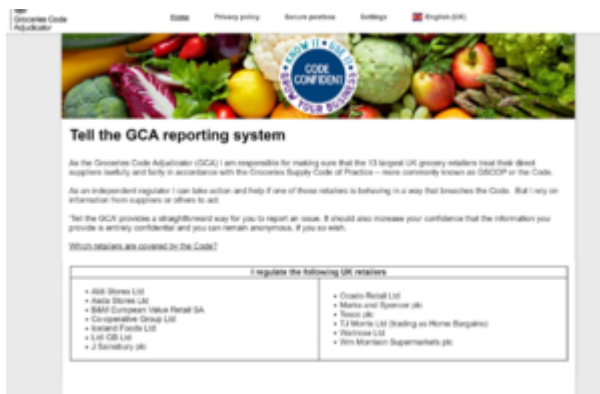 Groceries Code
Adjudicator
Home
Privacy policy
Secure postbox
Settings
English (UK)
KNOW IT • USE IT
CODE
CONFIDENT
GROW YOUR BUSINESS
Tell the GCA reporting system
As the Groceries Code Adjudicator (GCA) I am responsible for making sure that the 13 largest UK grocery retailers treat their direct
suppliers lawfully and fairly in accordance with the Groceries Supply Code of Practice – more commonly known as GSCOP or the Code.
As an independent regulator I can take action and help if one of those retailers is behaving in a way that breaches the Code. But I rely on
information from suppliers or others to act.
'Tell the GCA' provides a straightforward way for you to report an issue. It should also increase your confidence that the information you
provide is entirely confidential and you can remain anonymous, if you so wish.
Which retailers are covered by the Code?
I regulate the following UK retailers
• Aldi Stores Ltd
• Asda Stores Ltd
• B&M European Value Retail SA
• Co-operative Group Ltd
• Iceland Foods Ltd
• Lidl GB Ltd
• J Sainsbury plc
• Ocado Retail Ltd
• Marks and Spencer plc
• Tesco plc
• TJ Morris Ltd (trading as Home Bargains)
• Waitrose Ltd
• Wm Morrison Supermarkets plc